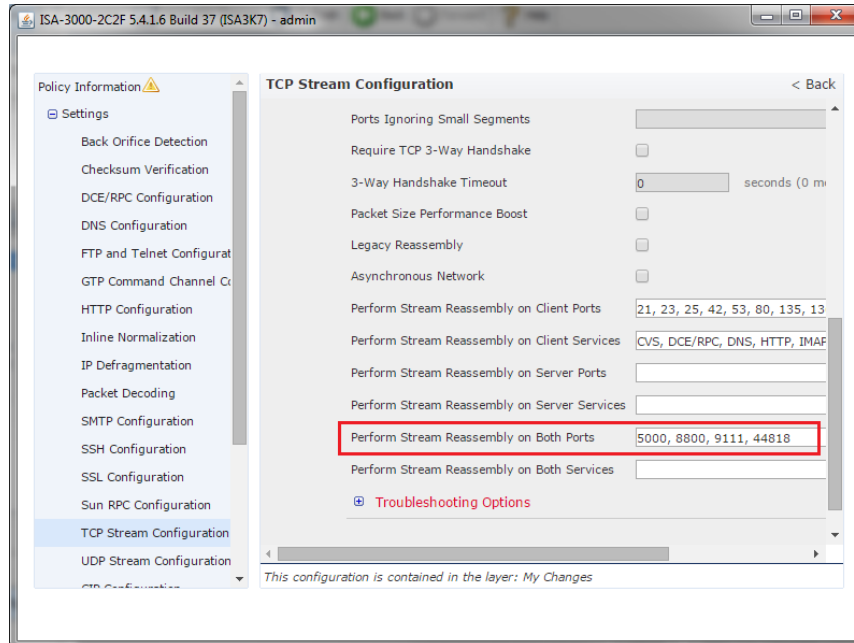 ISA-3000-2C2F 5.4.1.6 Build 37 (ISA3K7) - admin
Policy Information
Settings
Back Orifice Detection
Checksum Verification
DCE/RPC Configuration
DNS Configuration
FTP and Telnet Configurat
GTP Command Channel Co
HTTP Configuration
Inline Normalization
IP Defragmentation
Packet Decoding
SMTP Configuration
SSH Configuration
SSL Configuration
Sun RPC Configuration
TCP Stream Configuration
UDP Stream Configuration
CIP Configuration
TCP Stream Configuration < Back
Ports Ignoring Small Segments
Require TCP 3-Way Handshake
3-Way Handshake Timeout 0 seconds (0 m
Packet Size Performance Boost
Legacy Reassembly
Asynchronous Network
Perform Stream Reassembly on Client Ports 21, 23, 25, 42, 53, 80, 135, 13
Perform Stream Reassembly on Client Services CVS, DCE/RPC, DNS, HTTP, IMAP
Perform Stream Reassembly on Server Ports
Perform Stream Reassembly on Server Services
Perform Stream Reassembly on Both Ports 5000, 8800, 9111, 44818
Perform Stream Reassembly on Both Services
Troubleshooting Options
This configuration is contained in the layer: My Changes